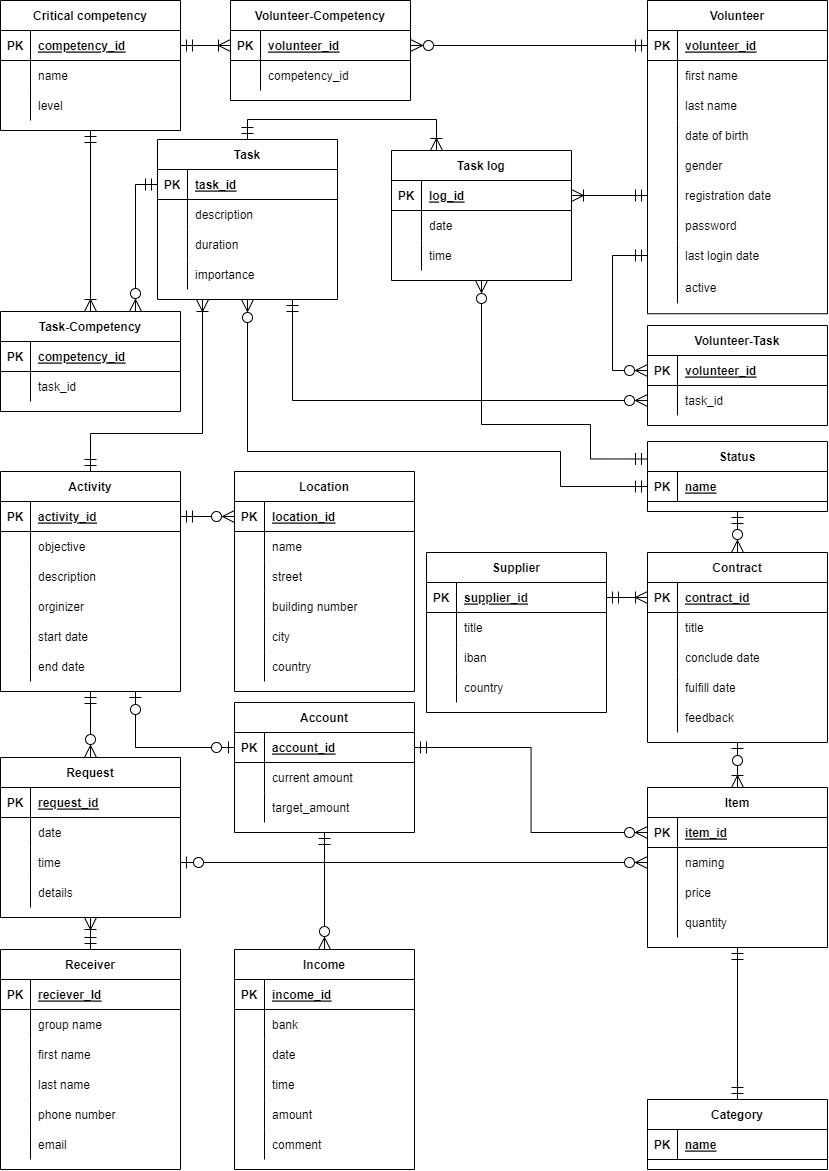 Critical competency
PK competency_id
name
level
Volunteer-Competency
PK volunteer_id
competency_id
Volunteer
PK volunteer_id
first name
last name
date of birth
gender
registration date
password
last login date
active
Task
PK task_id
description
duration
importance
Task log
PK log_id
date
time
Task-Competency
PK competency_id
task_id
Volunteer-Task
PK volunteer_id
task_id
Status
PK name
Activity
PK activity_id
objective
description
orginizer
start date
end date
Location
PK location_id
name
street
building number
city
country
Supplier
PK supplier_id
title
iban
country
Contract
PK contract_id
title
conclude date
fulfill date
feedback
Account
PK account_id
current amount
target_amount
Request
PK request_id
date
time
details
Item
PK item_id
naming
price
quantity
Receiver
PK reciever_Id
group name
first name
last name
phone number
email
Income
PK income_id
bank
date
time
amount
comment
Category
PK name